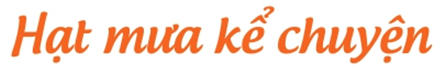 Hạt mưa kể chuyện